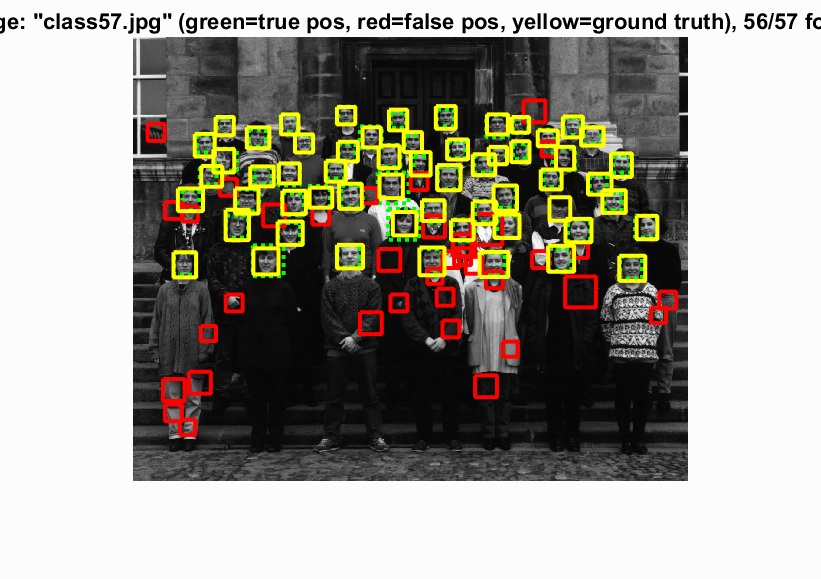 ge: "class57.jpg" (green=true pos, red=false pos, yellow=ground truth), 56/57 fo